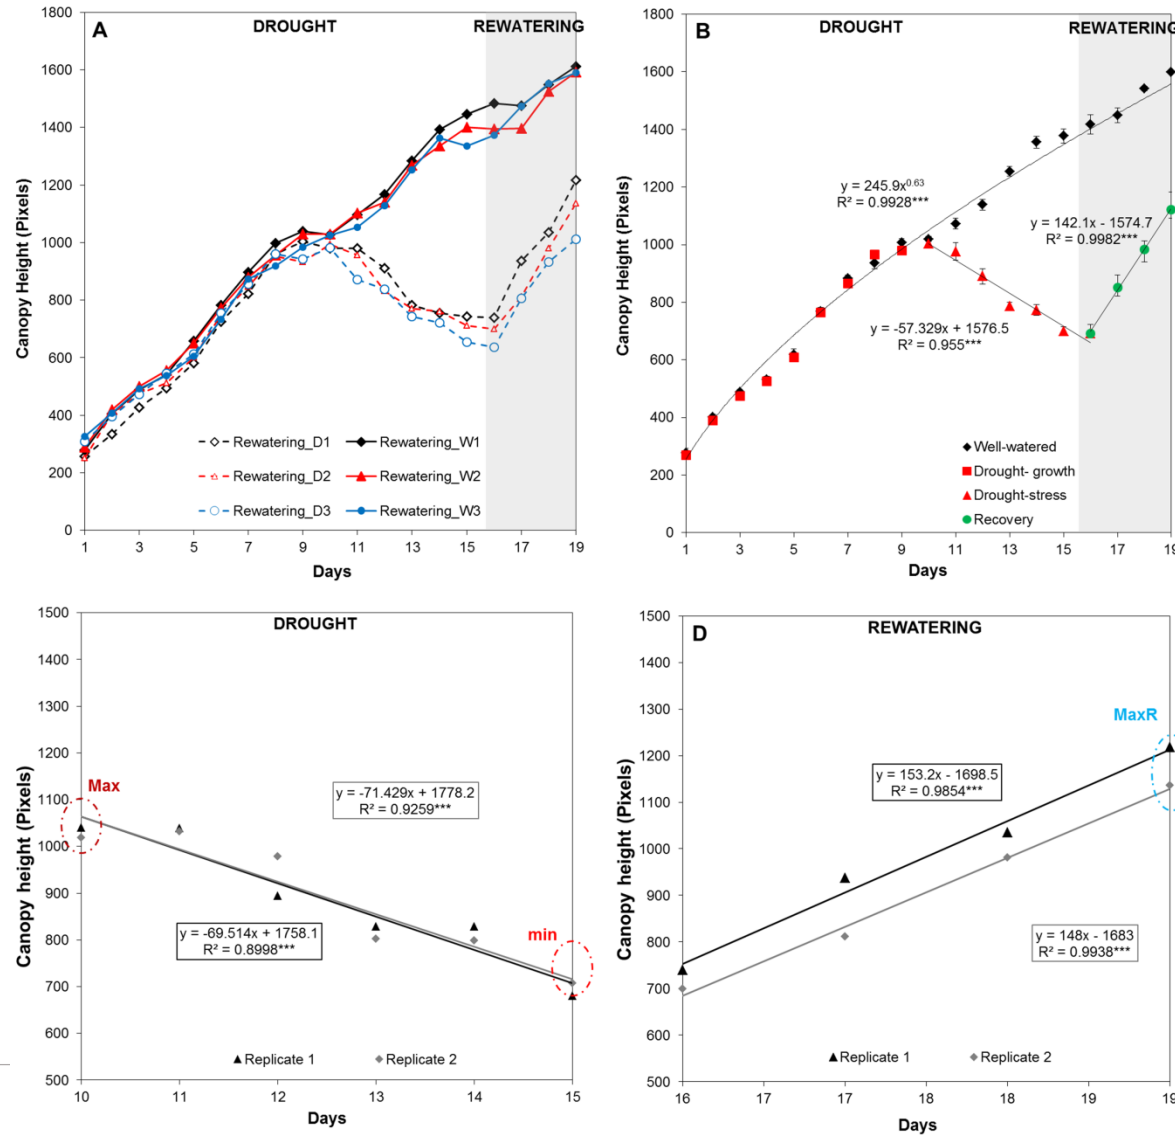 A
DROUGHT
REWATERING
Canopy Height (Pixels)
1800
1600
1400
1200
1000
800
600
400
200
0
Rewatering_D1
Rewatering_W1
Rewatering_D2
Rewatering_W2
Rewatering_D3
Rewatering_W3
1 3 5 7 9 11 13 15 17 19
Days
B
DROUGHT
REWATERING
Canopy Height (Pixels)
1800
1600
1400
1200
1000
800
600
400
200
0
y = 245.9x^0.63
R² = 0.9928***
y = 142.1x - 1574.7
R² = 0.9982***
y = -57.329x + 1576.5
R² = 0.955***
Well-watered
Drought- growth
Drought-stress
Recovery
1 3 5 7 9 11 13 15 17 19
Days
DROUGHT
Canopy height (Pixels)
1500
1400
1300
1200
1100
1000
900
800
700
600
500
Max
y = -71.429x + 1778.2
R² = 0.9259***
y = -69.514x + 1758.1
R² = 0.8998***
min
Replicate 1
Replicate 2
10 11 12 13 14 15
Days
D
REWATERING
Canopy height (Pixels)
1500
1400
1300
1200
1100
1000
900
800
700
600
500
MaxR
y = 153.2x - 1698.5
R² = 0.9854***
y = 148x - 1683
R² = 0.9938***
Replicate 1
Replicate 2
16 17 17 18 18 19 19
Days